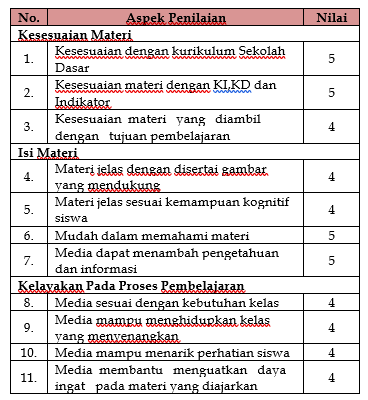 No. Aspek Penilaian Nilai
Kesesuaian Materi
1. Kesesuaian dengan kurikulum Sekolah Dasar 5
2. Kesesuaian materi dengan KI,KD dan Indikator 5
3. Kesesuaian materi yang diambil dengan tujuan pembelajaran 4
Isi Materi
4. Materi jelas dengan disertai gambar yang mendukung 4
5. Materi jelas sesuai kemampuan kognitif siswa 4
6. Mudah dalam memahami materi 5
7. Media dapat menambah pengetahuan dan informasi 5
Kelayakan Pada Proses Pembelajaran
8. Media sesuai dengan kebutuhan kelas 4
9. Media mampu menghidupkan kelas yang menyenangkan 4
10. Media mampu menarik perhatian siswa 4
11. Media membantu menguatkan daya ingat pada materi yang diajarkan 4